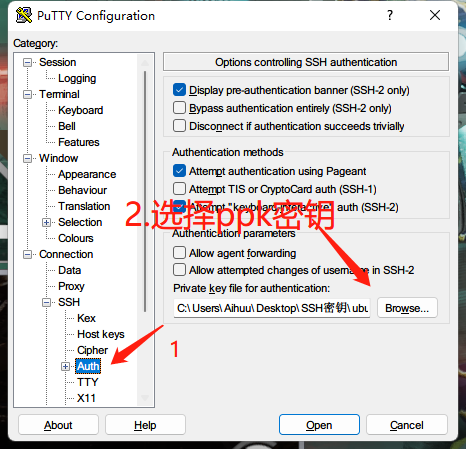 PuTTY Configuration
Category:
Session
Logging
Terminal
Keyboard
Bell
Features
Window
Appearance
Behaviour
Translation
Selection
Colours
Connection
Data
Proxy
SSH
Kex
Host keys
Cipher
Auth
TTY
X11
Options controlling SSH authentication
Display pre-authentication banner (SSH-2 only)
Bypass authentication entirely (SSH-2 only)
Disconnect if authentication succeeds trivially
Authentication methods
Attempt authentication using Pageant
Attempt TIS or CryptoCard auth (SSH-1)
Attempt "keyboard-interactive" auth (SSH-2)
2.选择ppk密钥
Authentication parameters
Allow agent forwarding
Allow attempted changes of username in SSH-2
Private key file for authentication:
C:\Users\Aihuu\Desktop\SSH密钥\ubu
Browse...
1
About
Help
Open
Cancel